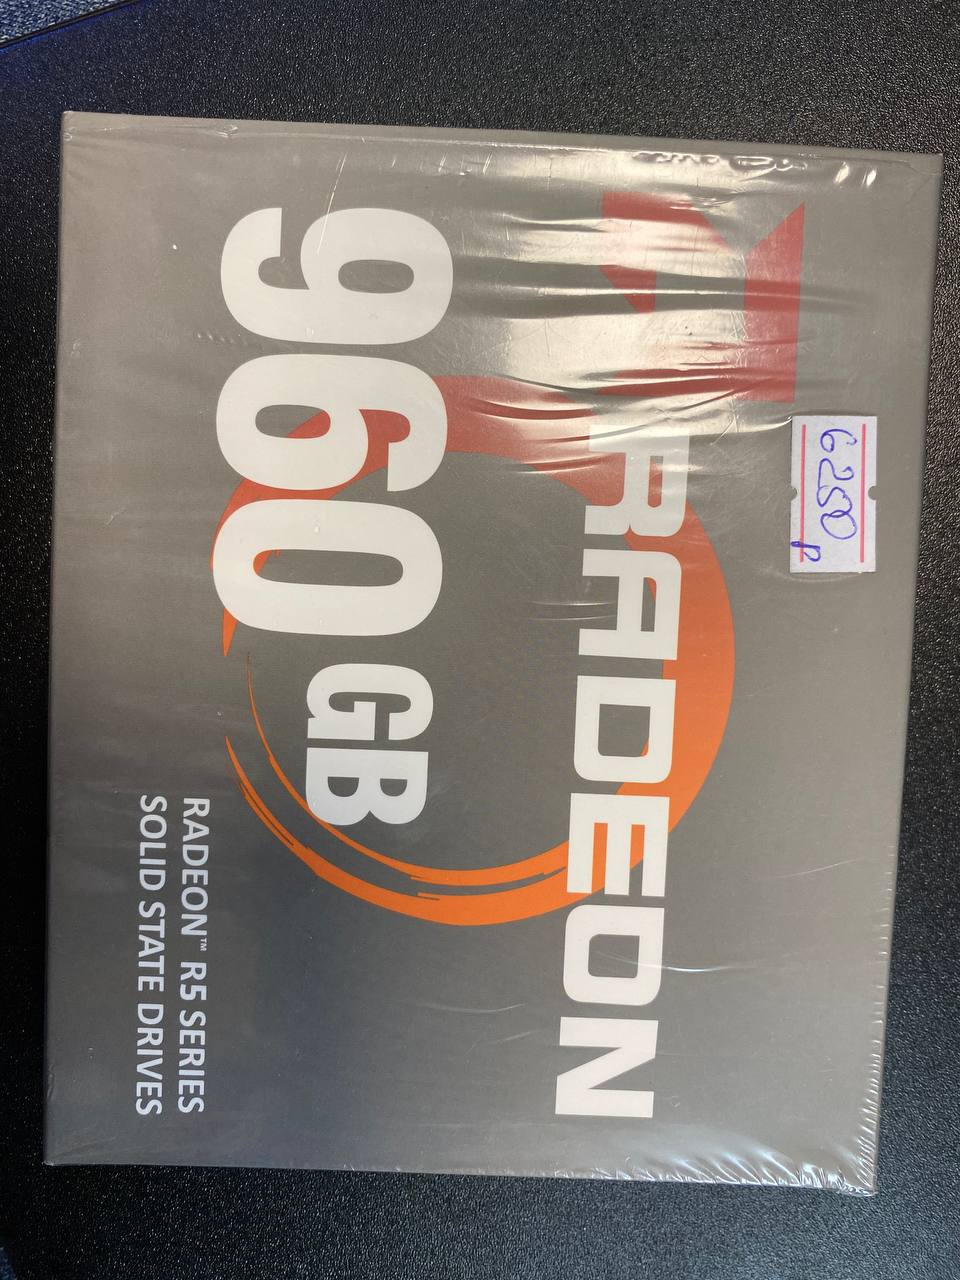 6250
р
RADEON
960 GB
RADEON™ R5 SERIES
SOLID STATE DRIVES